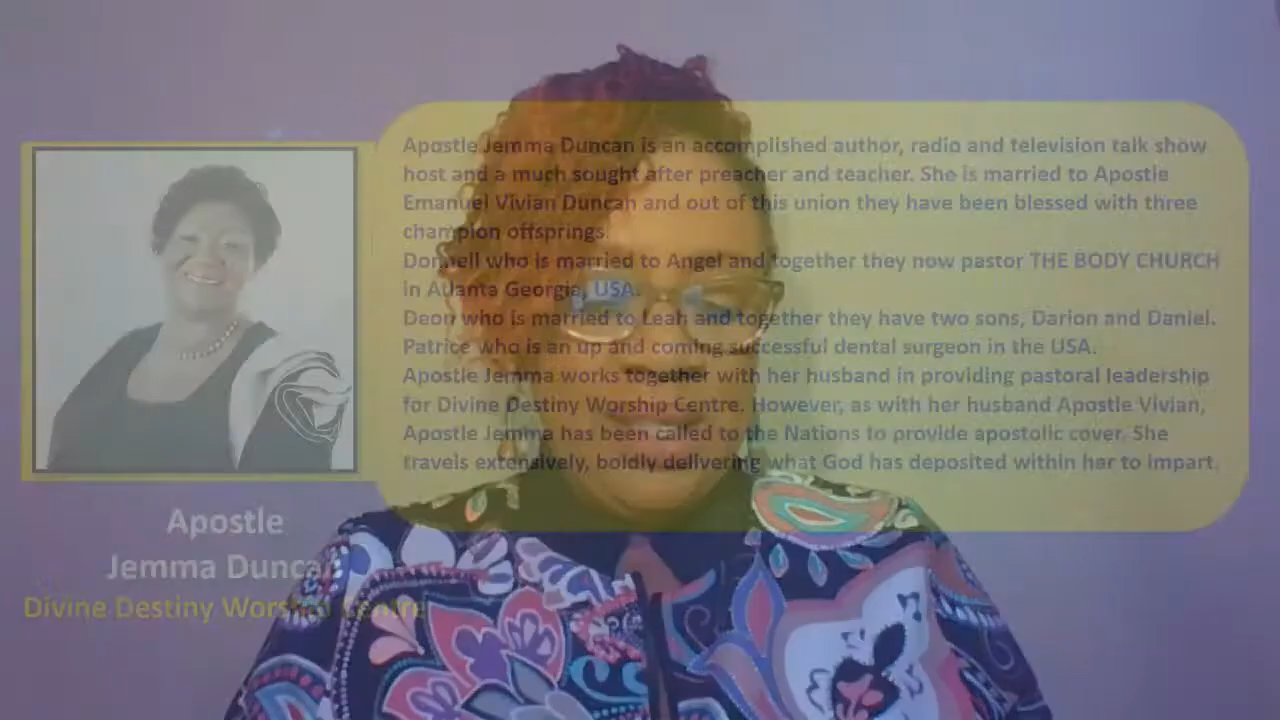 Apostle Jemma Duncan is an accomplished author, radio and television talk show
host and a much sought after preacher and teacher. She is married to Apostle
Emanuel Vivian Duncan and out of this union they have been blessed with three
champion offsprings.
Donnell who is married to Angel and together they now pastor THE BODY CHURCH
in Atlanta Georgia, USA.
Deon who is married to Leah and together they have two sons, Darion and Daniel.
Patrice who is an up and coming successful dental surgeon in the USA.
Apostle Jemma works together with her husband in providing pastoral leadership
for Divine Destiny Worship Centre. However, as with her husband Apostle Vivian,
Apostle Jemma has been called to the Nations to provide apostolic cover. She
travels extensively, boldly delivering what God has deposited within her to impart.
Apostle
Jemma Duncan
Divine Destiny Worship Centre